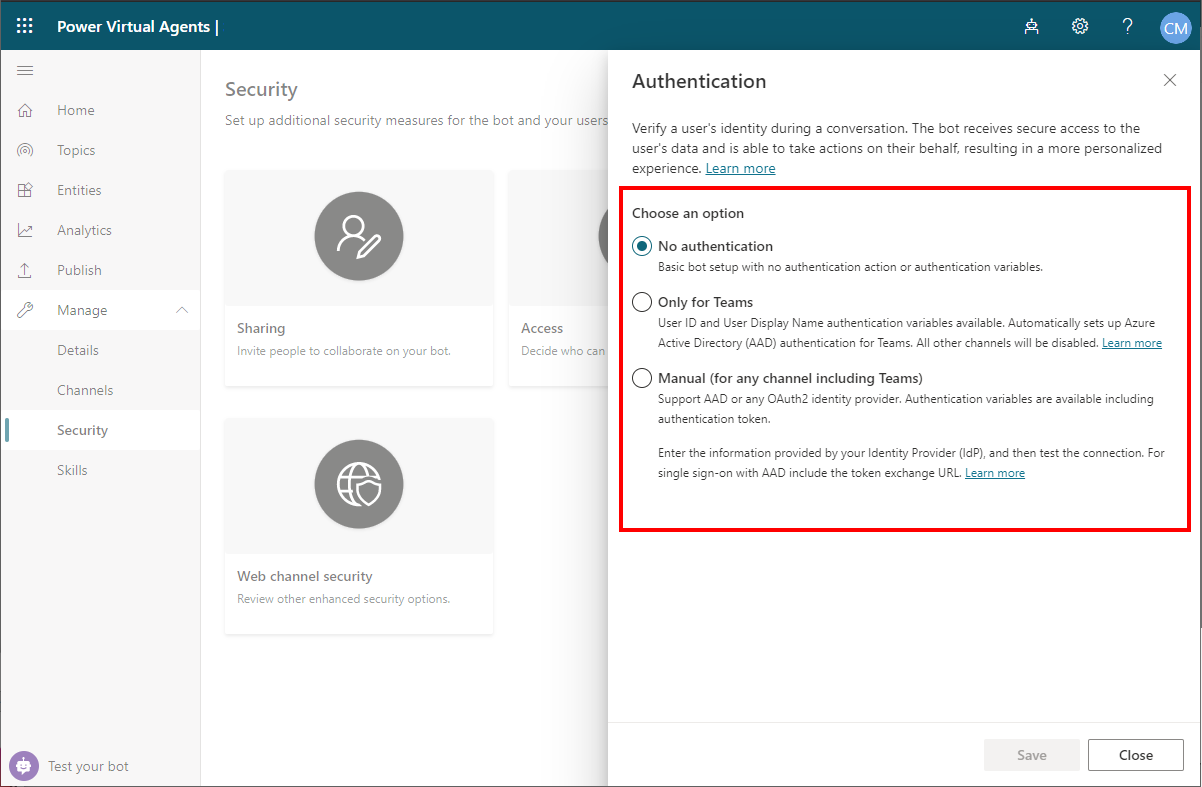 Power Virtual Agents |
CM
Home
Topics
Entities
Analytics
Publish
Manage
Details
Channels
Security
Skills
Test your bot
Security
Set up additional security measures for the bot and your users
Sharing
Invite people to collaborate on your bot.
Access
Decide who can
Web channel security
Review other enhanced security options.
Authentication
Verify a user's identity during a conversation. The bot receives secure access to the
user's data and is able to take actions on their behalf, resulting in a more personalized
experience. Learn more
Choose an option
No authentication
Basic bot setup with no authentication action or authentication variables.
Only for Teams
User ID and User Display Name authentication variables available. Automatically sets up Azure
Active Directory (AAD) authentication for Teams. All other channels will be disabled. Learn more
Manual (for any channel including Teams)
Support AAD or any OAuth2 identity provider. Authentication variables are available including
authentication token.
Enter the information provided by your Identity Provider (IdP), and then test the connection. For
single sign-on with AAD include the token exchange URL. Learn more
Save
Close